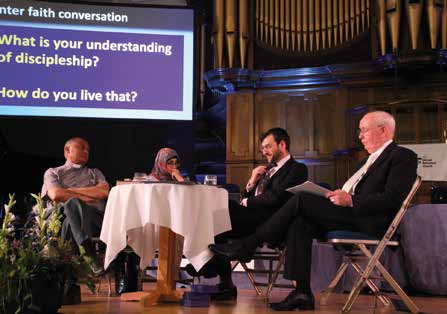 nter faith conversation
What is your understanding
of discipleship?
How do you live that?